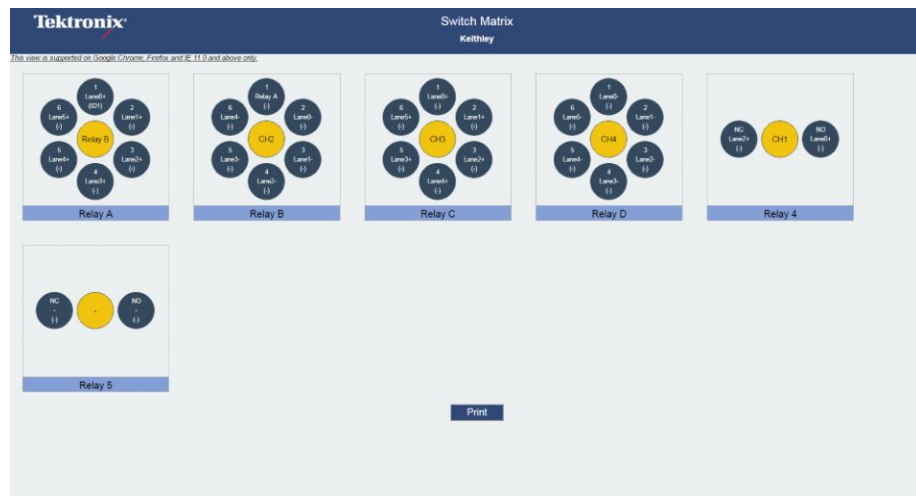 Tektronix
Switch Matrix
Keithley
This view is supported on Google Chrome, Firefox and IE 11.0 and above only.
1
Lane0+
(ID1)
6
Lane5+
(-)
2
Lane1+
(-)
Relay B
5
Lane4+
(-)
3
Lane2+
(-)
4
Lane3+
(-)
Relay A
1
Relay A
(-)
6
Lane4-
(-)
2
Lane0-
(-)
CH2
5
Lane3-
(-)
3
Lane1-
(-)
4
Lane2-
(-)
Relay B
1
Lane0+
(-)
6
Lane5+
(-)
2
Lane1+
(-)
CH3
5
Lane3+
(-)
3
Lane2+
(-)
4
Lane4+
(-)
Relay C
1
Lane0-
(-)
6
Lane5-
(-)
2
Lane1-
(-)
CH4
5
Lane4-
(-)
3
Lane2-
(-)
4
Lane3-
(-)
Relay D
NC
Lane2+
(-)
CH1
NO
Lane0+
(-)
Relay 4
NC
-
(-)
-
NO
-
(-)
Relay 5
Print